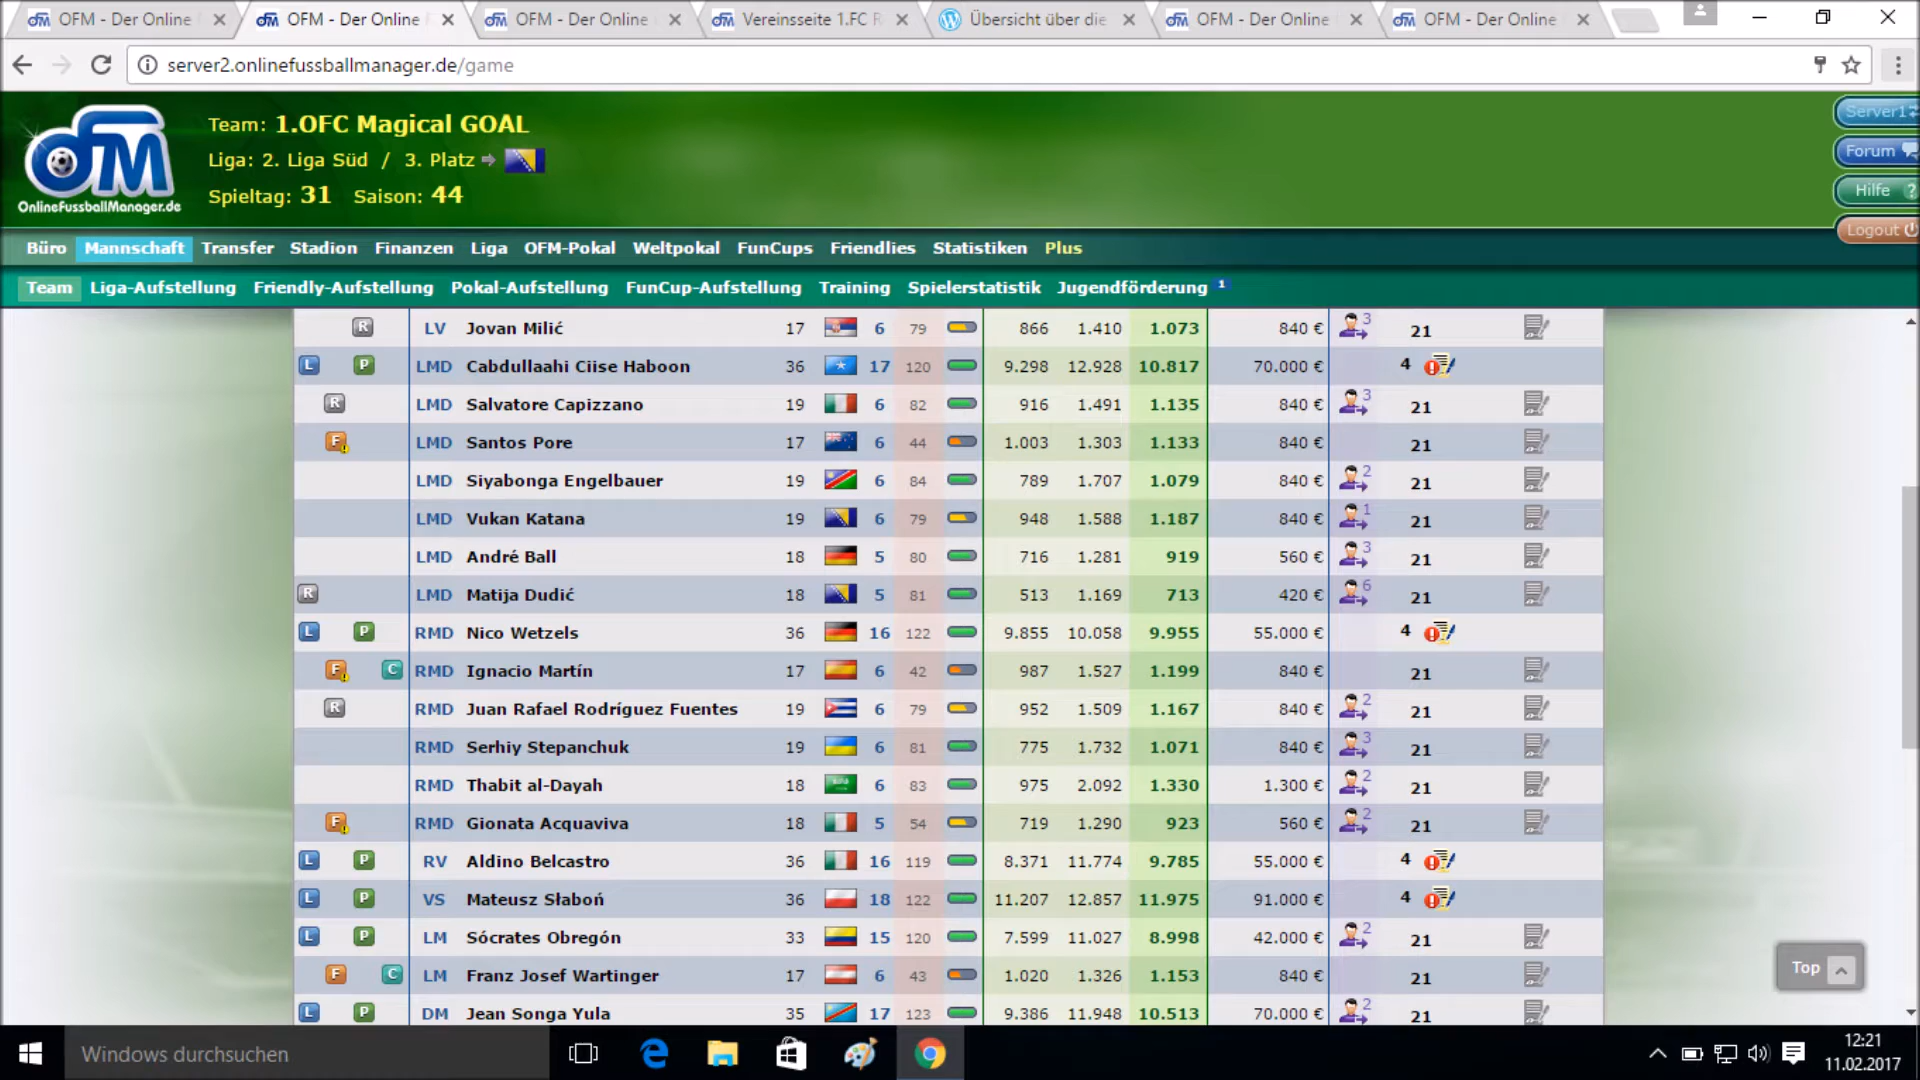 OFM - Der Online
OFM - Der Online
OFM - Der Online
Vereinsseite 1.FC
Übersicht über die
OFM - Der Online
OFM - Der Online
server2.onlinefussballmanager.de/game
OFM
OnlineFussballManager.de
Team: 1.OFC Magical GOAL
Liga: 2. Liga Süd / 3. Platz
Spieltag: 31 Saison: 44
Server1
Forum
Hilfe ?
Logout
Büro Mannschaft Transfer Stadion Finanzen Liga OFM-Pokal Weltpokal FunCups Friendlies Statistiken Plus
Team Liga-Aufstellung Friendly-Aufstellung Pokal-Aufstellung FunCup-Aufstellung Training Spielerstatistik Jugendförderung 1
R LV Jovan Milić 17 6 79 866 1.410 1.073 840 € 3 21
L P LMD Cabdullaahi Ciise Haboon 36 17 120 9.298 12.928 10.817 70.000 € 4
R LMD Salvatore Capizzano 19 6 82 916 1.491 1.135 840 € 3 21
F LMD Santos Pore 17 6 44 1.003 1.303 1.133 840 € 21
LMD Siyabonga Engelbauer 19 6 84 789 1.707 1.079 840 € 2 21
LMD Vukan Katana 19 6 79 948 1.588 1.187 840 € 1 21
LMD André Ball 18 5 80 716 1.281 919 560 € 3 21
R LMD Matija Dudić 18 5 81 513 1.169 713 420 € 6 21
L P RMD Nico Wetzels 36 16 122 9.855 10.058 9.955 55.000 € 4
F C RMD Ignacio Martín 17 6 42 987 1.527 1.199 840 € 21
R RMD Juan Rafael Rodríguez Fuentes 19 6 79 952 1.509 1.167 840 € 2 21
RMD Serhiy Stepanchuk 19 6 81 775 1.732 1.071 840 € 3 21
RMD Thabit al-Dayah 18 6 83 975 2.092 1.330 1.300 € 2 21
F RMD Gionata Acquaviva 18 5 54 719 1.290 923 560 € 2 21
L P RV Aldino Belcastro 36 16 119 8.371 11.774 9.785 55.000 € 4
L P VS Mateusz Słaboń 36 18 122 11.207 12.857 11.975 91.000 € 4
L P LM Sócrates Obregón 33 15 120 7.599 11.027 8.998 42.000 € 2 21
F C LM Franz Josef Wartinger 17 6 43 1.020 1.326 1.153 840 € 21
L P DM Jean Songa Yula 35 17 123 9.386 11.948 10.513 70.000 € 2 21
Top
Windows durchsuchen
12:21
11.02.2017